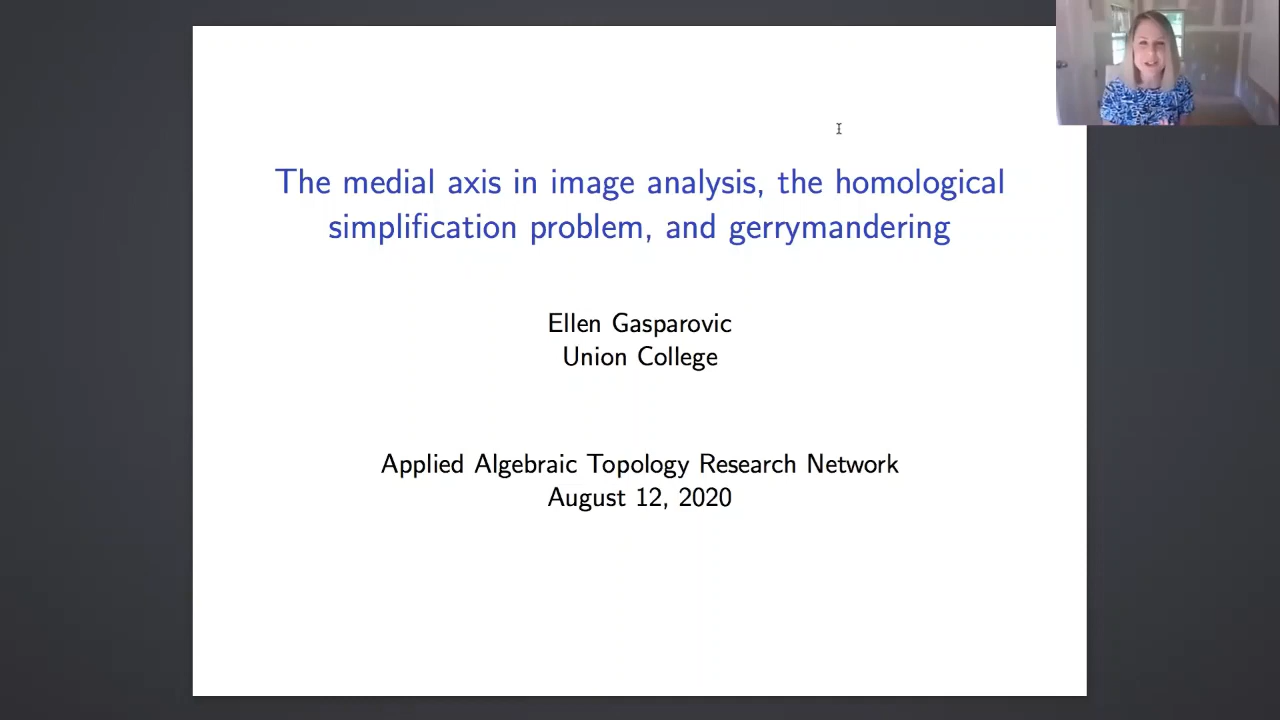 The medial axis in image analysis, the homological
simplification problem, and gerrymandering
Ellen Gasparovic
Union College
Applied Algebraic Topology Research Network
August 12, 2020